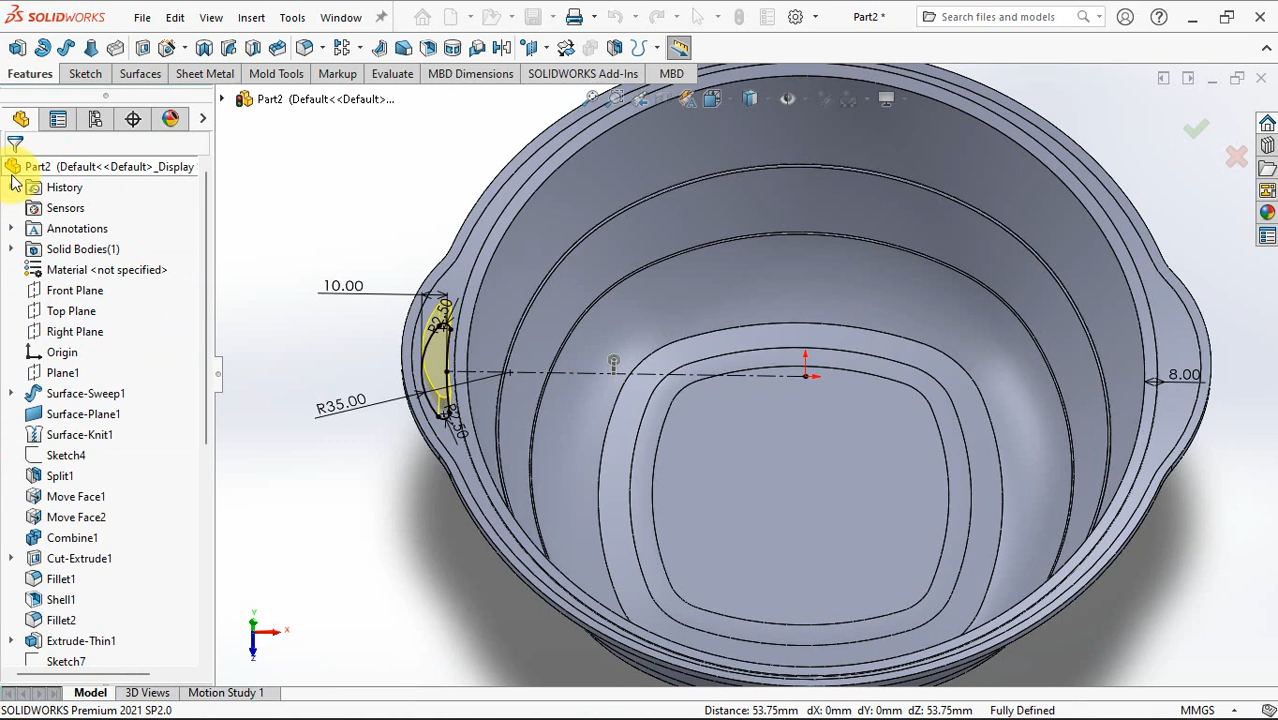 SOLIDWORKS File Edit View Insert Tools Window Part2 * Search files and models
Features Sketch Surfaces Sheet Metal Mold Tools Markup Evaluate MBD Dimensions SOLIDWORKS Add-Ins MBD
Part2 (Default<<Default>...
Part2 (Default<<Default>_Display
History
Sensors
Annotations
Solid Bodies(1)
Material <not specified>
Front Plane
Top Plane
Right Plane
Origin
Plane1
Surface-Sweep1
Surface-Plane1
Surface-Knit1
Sketch4
Split1
Move Face1
Move Face2
Combine1
Cut-Extrude1
Fillet1
Shell1
Fillet2
Extrude-Thin1
Sketch7
10.00
R2.50
R35.00
R2.50
8.00
Y
X
Z
Model 3D Views Motion Study 1
SOLIDWORKS Premium 2021 SP2.0 Distance: 53.75mm dX: 0mm dY: 0mm dZ: 53.75mm Fully Defined MMGS